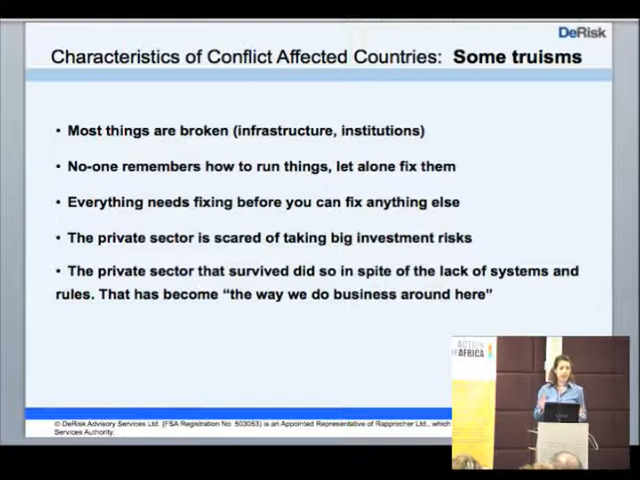 DeRisk
Characteristics of Conflict Affected Countries: Some truisms
• Most things are broken (infrastructure, institutions)
• No-one remembers how to run things, let alone fix them
• Everything needs fixing before you can fix anything else
• The private sector is scared of taking big investment risks
• The private sector that survived did so in spite of the lack of systems and
rules. That has become “the way we do business around here”
AFRICA
© DeRisk Advisory Services Ltd. (FSA Registration No. 503053) is an Appointed Representative of Rapprocher Ltd., which
Services Authority.